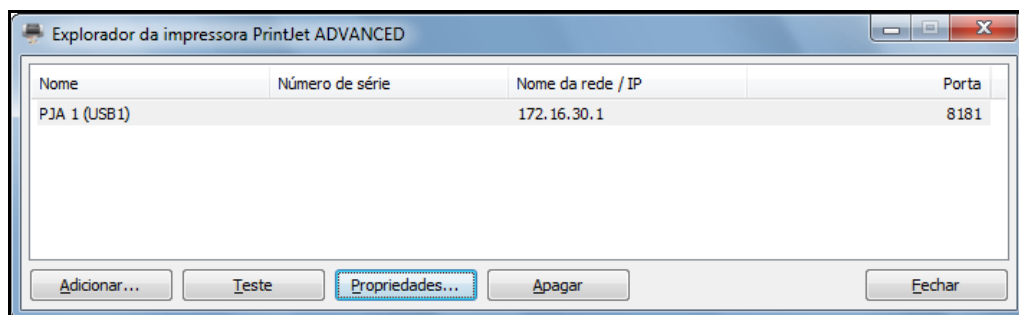 Explorador da impressora PrintJet ADVANCED
Nome Número de série Nome da rede / IP Porta
PJA 1 (USB1) 172.16.30.1 8181
Adicionar... Teste Propriedades... Apagar Fechar